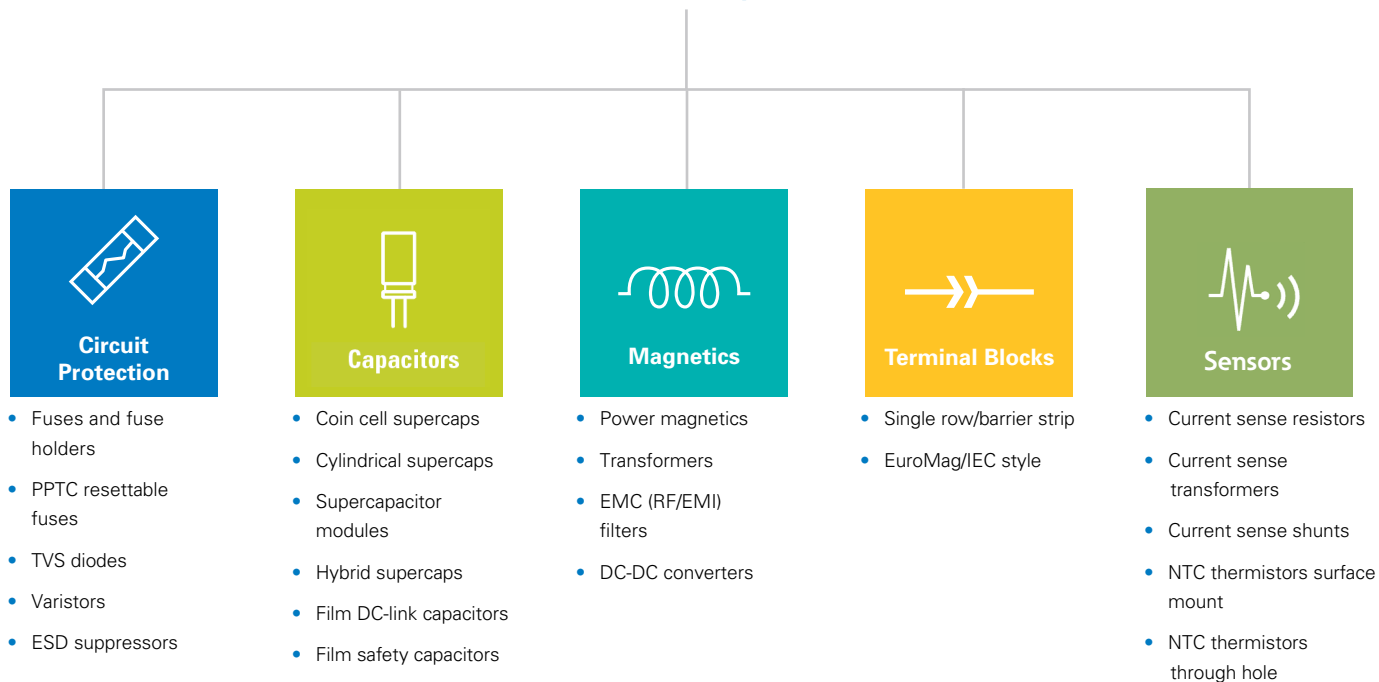 Circuit
Protection
• Fuses and fuse
holders
• PPTC resettable
fuses
• TVS diodes
• Varistors
• ESD suppressors
Capacitors
• Coin cell supercaps
• Cylindrical supercaps
• Supercapacitor
modules
• Hybrid supercaps
• Film DC-link capacitors
• Film safety capacitors
Magnetics
• Power magnetics
• Transformers
• EMC (RF/EMI)
filters
• DC-DC converters
Terminal Blocks
• Single row/barrier strip
• EuroMag/IEC style
Sensors
• Current sense resistors
• Current sense
transformers
• Current sense shunts
• NTC thermistors surface
mount
• NTC thermistors
through hole